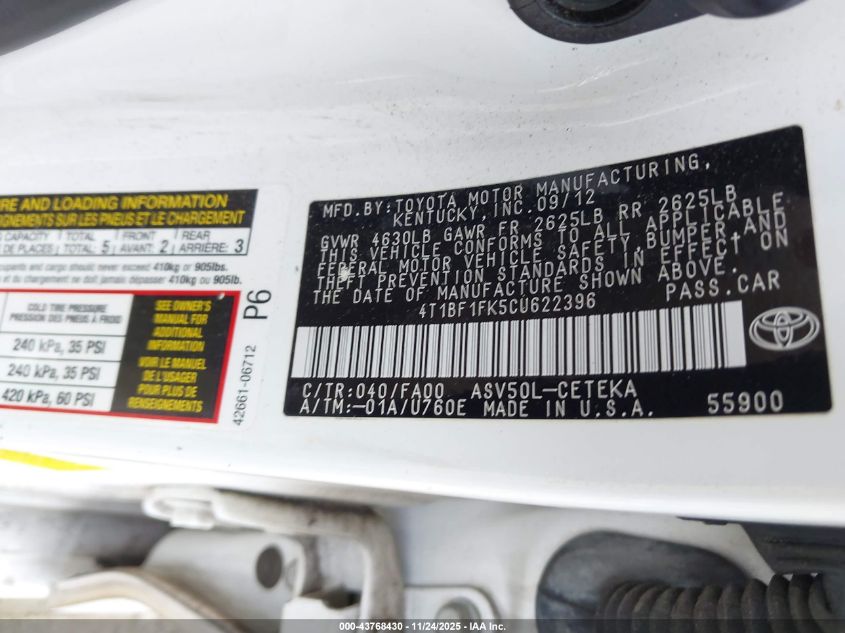 RE AND LOADING INFORMATION
GNEMENTS SUR LES PNEUS ET LE CHARGEMENT
CAPACITY TOTAL FRONT REAR
DE PLACES TOTAL: 5 AVANT: 2 ARRIÈRE: 3
upants and cargo should never exceed 410kg or 905lbs.
t et du chargement ne doit jamais dépasser 410kg ou 905lbs.
COLD TIRE PRESSURE
PRESSION DES PNEUS À FROID
240 kPa, 35 PSI
240 kPa, 35 PSI
420 kPa, 60 PSI
SEE OWNER'S
MANUAL FOR
ADDITIONAL
INFORMATION
VOIR LE MANUEL
DE L'USAGER
POUR PLUS DE
RENSEIGNEMENTS
42661-06712 P6
MFD.BY:TOYOTA MOTOR MANUFACTURING,
KENTUCKY, INC. 09/12
GVWR 4630LB GAWR FR 2625LB RR 2625LB
THIS VEHICLE CONFORMS TO ALL APPLICABLE
FEDERAL MOTOR VEHICLE SAFETY,BUMPER,AND
THEFT PREVENTION STANDARDS IN EFFECT ON
THE DATE OF MANUFACTURE SHOWN ABOVE.
4T1BF1FK5CU622396 PASS.CAR
C/TR:040/FA00 ASV50L-CETEKA
A/TM:-01A/U760E MADE IN U.S.A. 55900
000-43768430 - 11/24/2025 - COPYRIGHT IAA, LLC.